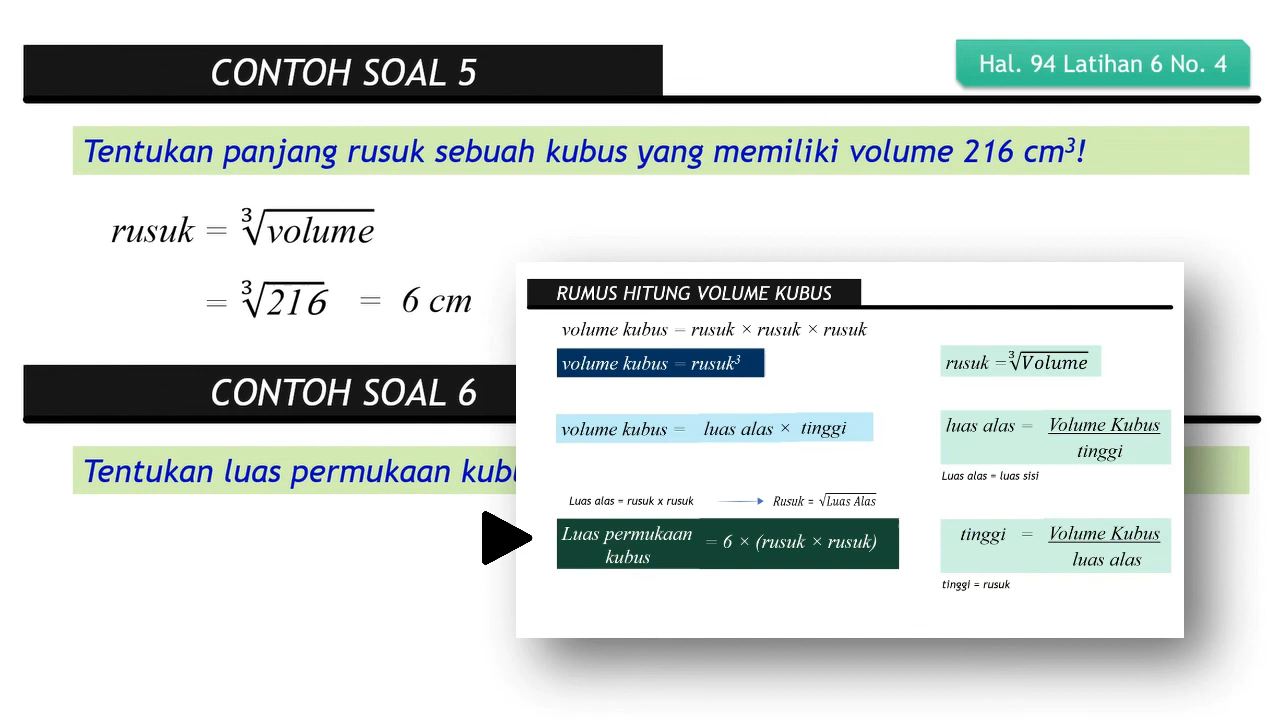 CONTOH SOAL 5
Hal. 94 Latihan 6 No. 4
Tentukan panjang rusuk sebuah kubus yang memiliki volume 216 cm³!
rusuk = ∛volume
= ∛216 = 6 cm
CONTOH SOAL 6
Tentukan luas permukaan
RUMUS HITUNG VOLUME KUBUS
volume kubus = rusuk × rusuk × rusuk
volume kubus = rusuk³
rusuk = ∛Volume
volume kubus = luas alas × tinggi
luas alas = Volume Kubus
tinggi
Luas alas = luas sisi
Luas alas = rusuk x rusuk
Rusuk = √Luas Alas
Luas permukaan
kubus
= 6 × (rusuk × rusuk)
tinggi = Volume Kubus
luas alas
tinggi = rusuk